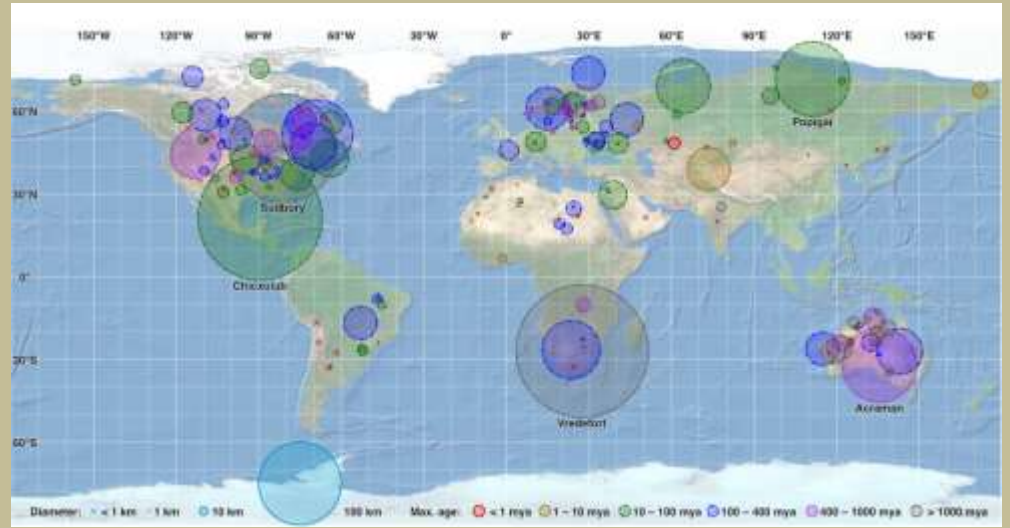 150°W 120°W 90°W 60°W 30°W 0° 30°E 60°E 90°E 120°E 150°E
60°N
Popigai
30°N
Sudbury
0°
Chicxulub
30°S
Acraman
Vredefort
60°S
Diameter: < 1 km 1 km 10 km 100 km Max. age: < 1 mya 1 – 10 mya 10 – 100 mya 100 – 400 mya 400 – 1000 mya > 1000 mya